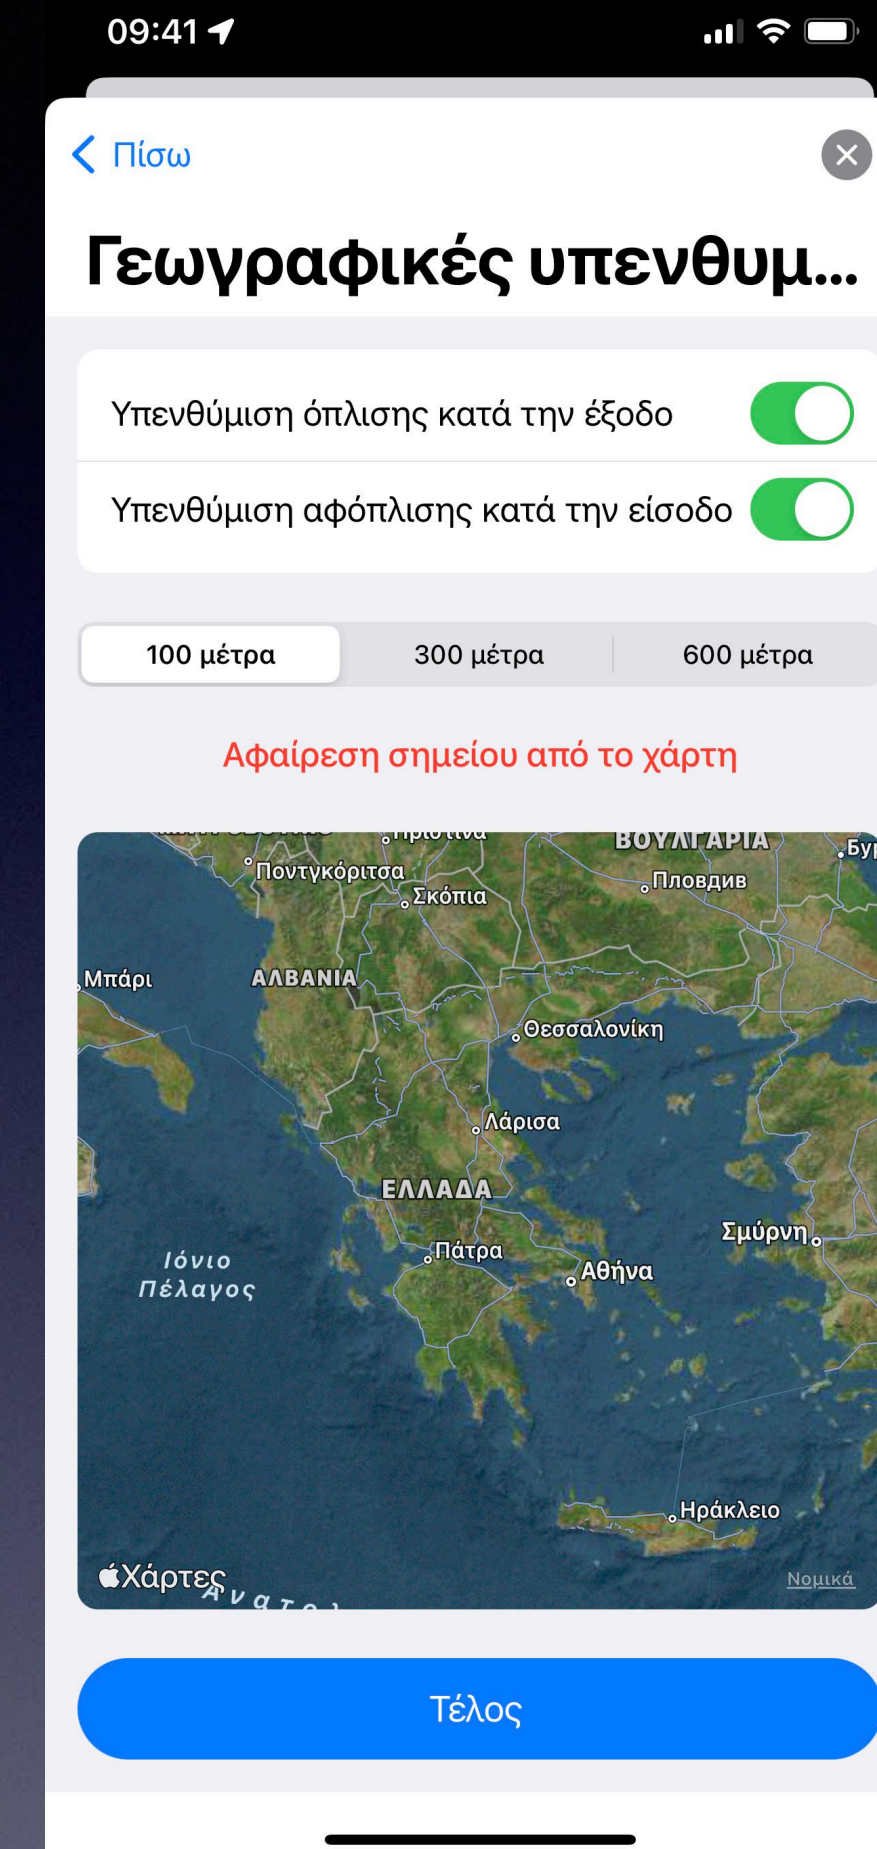 09:41
Πίσω
Γεωγραφικές υπενθυμ...
Υπενθύμιση όπλισης κατά την έξοδο
Υπενθύμιση αφόπλισης κατά την είσοδο
100 μέτρα
300 μέτρα
600 μέτρα
Αφαίρεση σημείου από το χάρτη
ΒΟΥΛΓΑΡΙΑ
Ποντγκόριτσα
Пловдив
Σκόπια
Μπάρι
ΑΛΒΑΝΙΑ
Θεσσαλονίκη
Λάρισα
ΕΛΛΑΔΑ
Σμύρνη
Πάτρα
Αθήνα
Ιόνιο
Πέλαγος
Ηράκλειο
Χάρτες
Νομικά
Τέλος